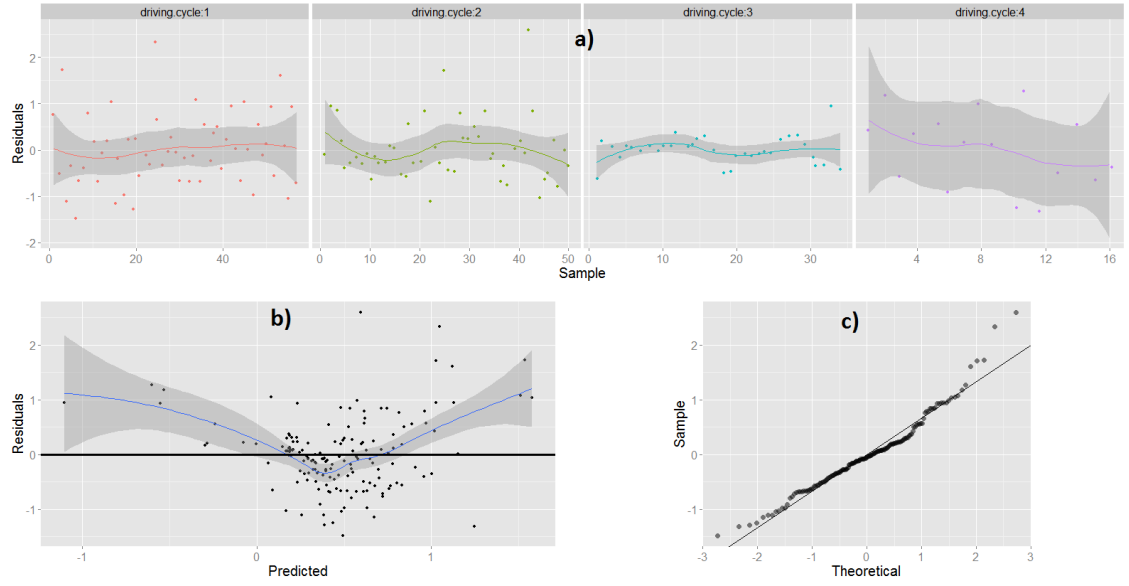 driving.cycle:1 driving.cycle:2 driving.cycle:3 driving.cycle:4
a)
Residuals
2
1
0
-1
-2
0 20 40 0 10 20 30 40 50 0 10 20 30 4 8 12 16
Sample
b)
Residuals
2
1
0
-1
-1 0 1
Predicted
c)
Sample
2
1
0
-1
-3 -2 -1 0 1 2 3
Theoretical